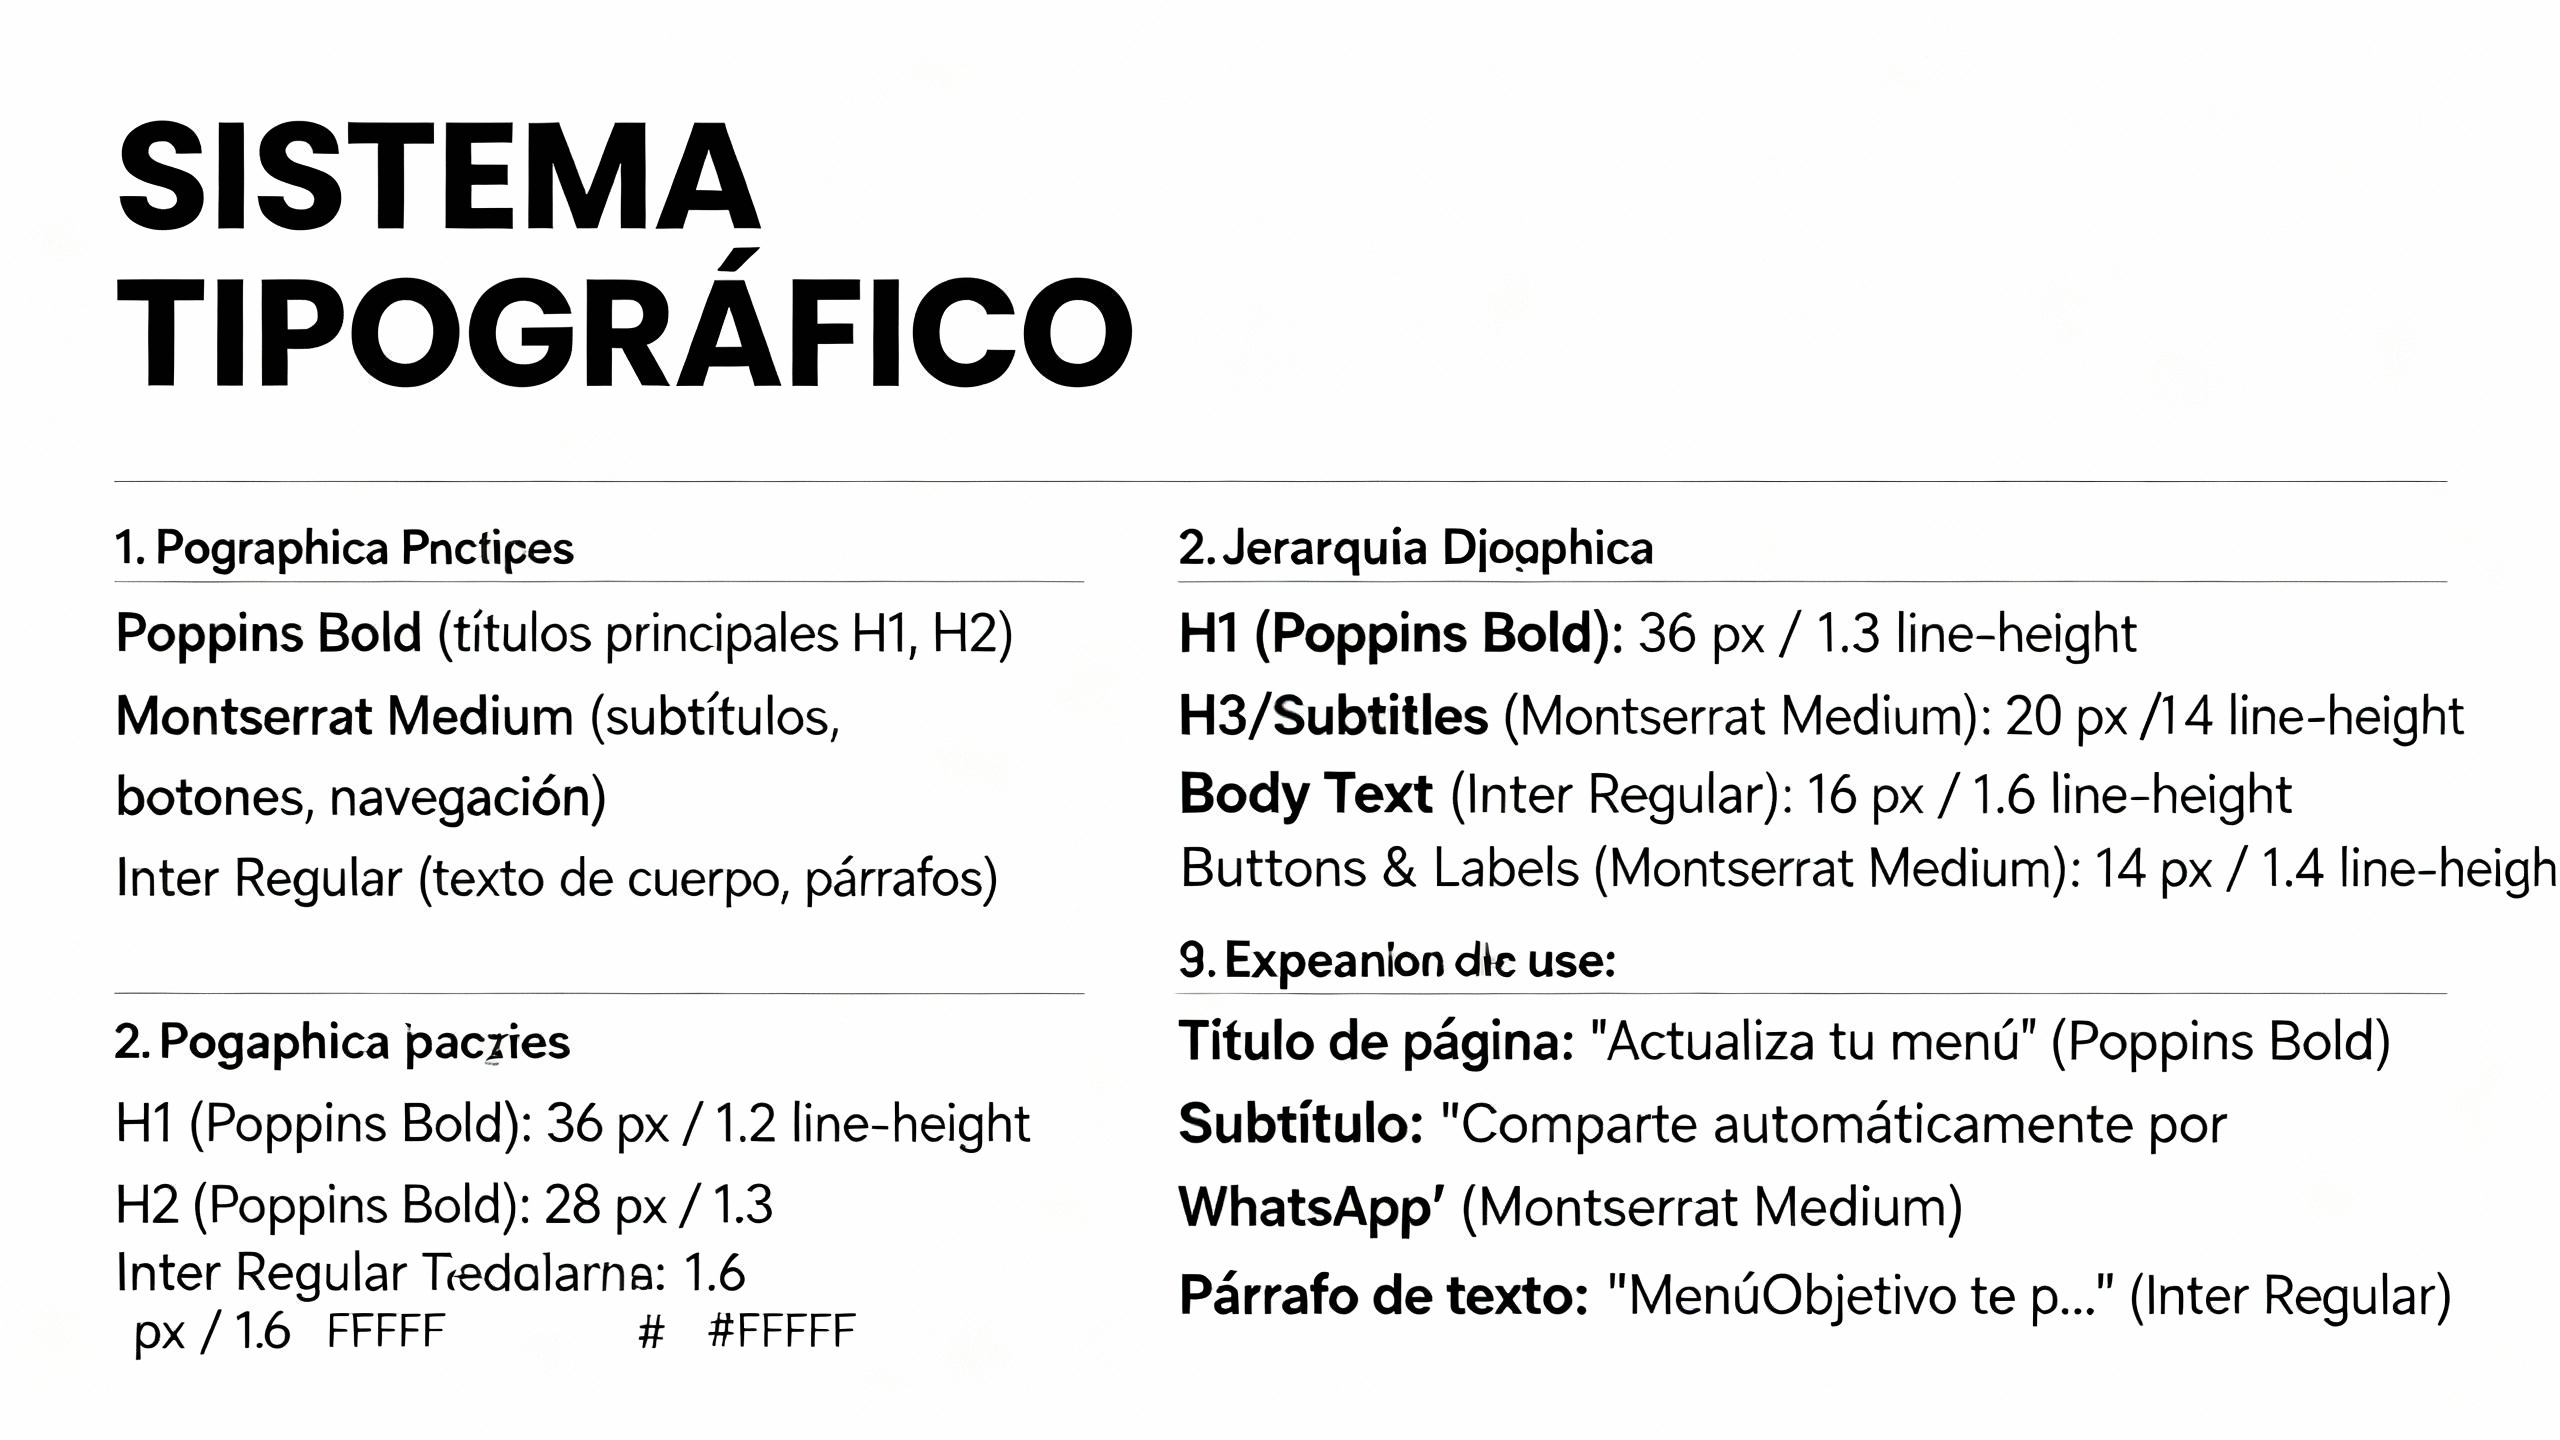 SISTEMA
TIPOGRÁFICO
1. Pographica Pnctipes
Poppins Bold (títulos principales H1, H2)
Montserrat Medium (subtítulos,
botones, navegación)
Inter Regular (texto de cuerpo, párrafos)
2. Pogaphica
H1 (Poppins Bold): 36 px / 1.2 line-height
H2 (Poppins Bold): 28 px / 1.3
Inter Regular : 1.6
px / 1.6 FFFFF # #FFFFF
2. Jerarquia
H1 (Poppins Bold): 36 px / 1.3 line-height
H3/Subtitles (Montserrat Medium): 20 px /14 line-height
Body Text (Inter Regular): 16 px / 1.6 line-height
Buttons & Labels (Montserrat Medium): 14 px / 1.4 line-heigh
9. use:
Título de página: "Actualiza tu menú" (Poppins Bold)
Subtítulo: "Comparte automáticamente por
WhatsApp' (Montserrat Medium)
Párrafo de texto: "MenúObjetivo te p..." (Inter Regular)